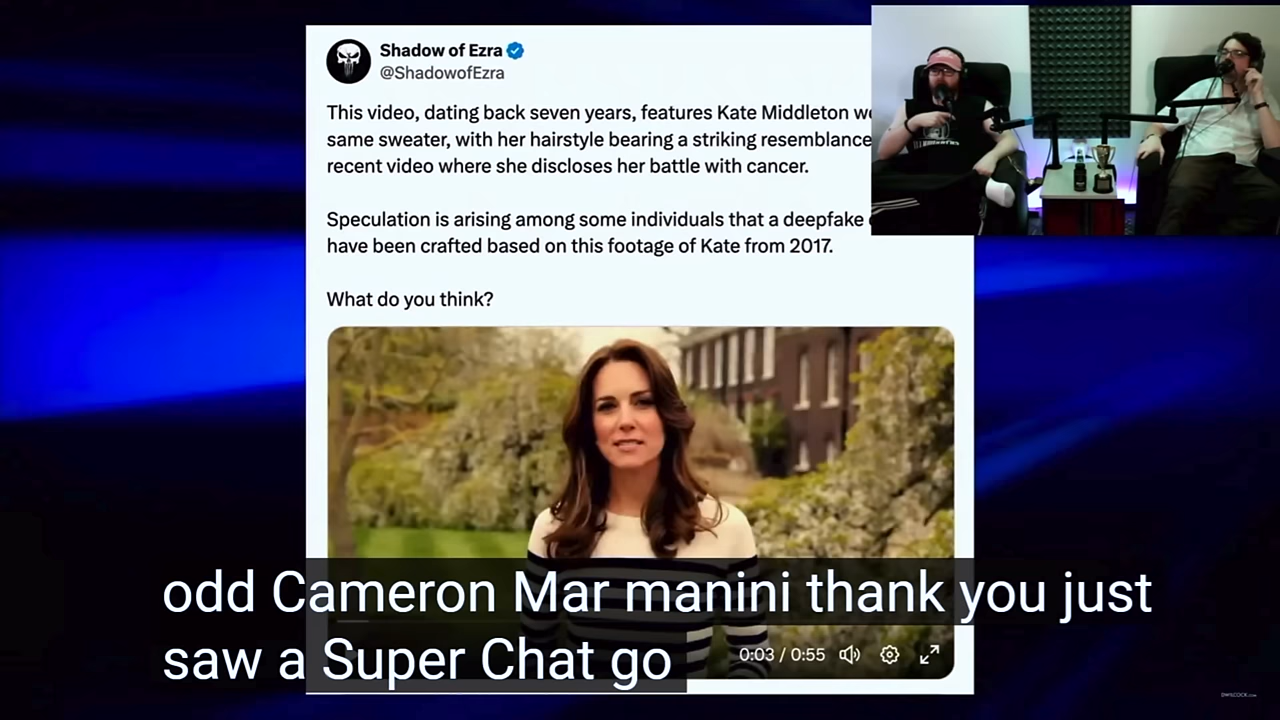 Shadow of Ezra
@ShadowofEzra
This video, dating back seven years, features Kate Middleton
same sweater, with her hairstyle bearing a striking resemblance
recent video where she discloses her battle with cancer.
Speculation is arising among some individuals that a deepfake
have been crafted based on this footage of Kate from 2017.
What do you think?
odd Cameron Mar manini thank you just
saw a Super Chat go
0:03 / 0:55